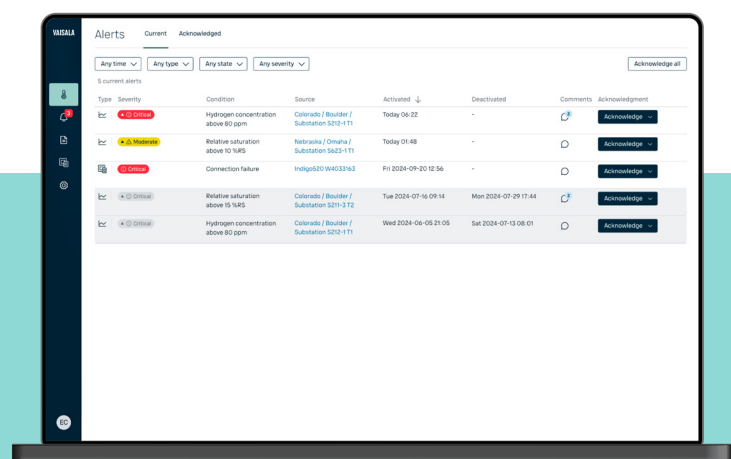 VAISALA
Alerts
Current
Acknowledged
Any time
Any type
Any state
Any severity
Acknowledge all
5 current alerts
Type Severity Condition Source Activated Deactivated Comments Acknowledgment
Critical Hydrogen concentration Colorado / Boulder / Today 06:22 - Acknowledge
above 80 ppm Substation S212-1 T1
Moderate Relative saturation Nebraska / Omaha / Today 01:48 - Acknowledge
above 10 %RS Substation S623-1 T1
Critical Connection failure Indigo520 W4033163 Fri 2024-09-20 12:56 - Acknowledge
Critical Relative saturation Colorado / Boulder / Tue 2024-07-16 09:14 Mon 2024-07-29 17:44 Acknowledge
above 15 %RS Substation S211-3 T2
Critical Hydrogen concentration Colorado / Boulder / Wed 2024-06-05 21:05 Sat 2024-07-13 08:01 Acknowledge
above 80 ppm Substation S212-1 T1
EC